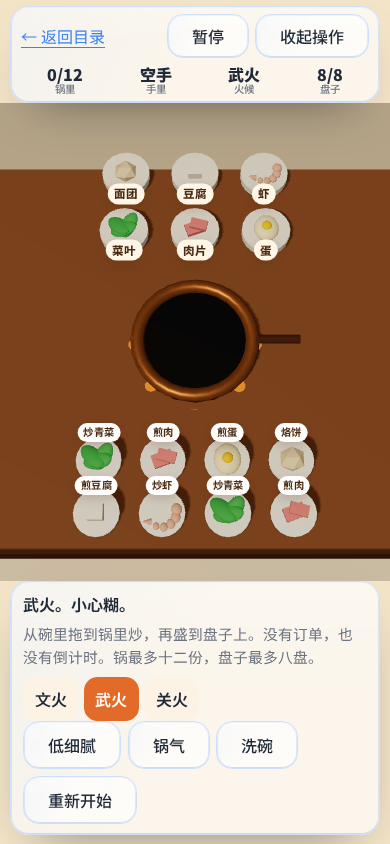 ← 返回目录
暂停
收起操作
0/12
空手
武火
8/8
锅里
手里
火候
盘子
面团
豆腐
虾
菜叶
肉片
蛋
炒青菜
煎肉
煎蛋
烙饼
煎豆腐
炒虾
炒青菜
煎肉
武火。小心糊。
从碗里拖到锅里炒，再盛到盘子上。没有订单，也
没有倒计时。锅最多十二份，盘子最多八盘。
文火
武火
关火
低细腻
锅气
洗碗
重新开始